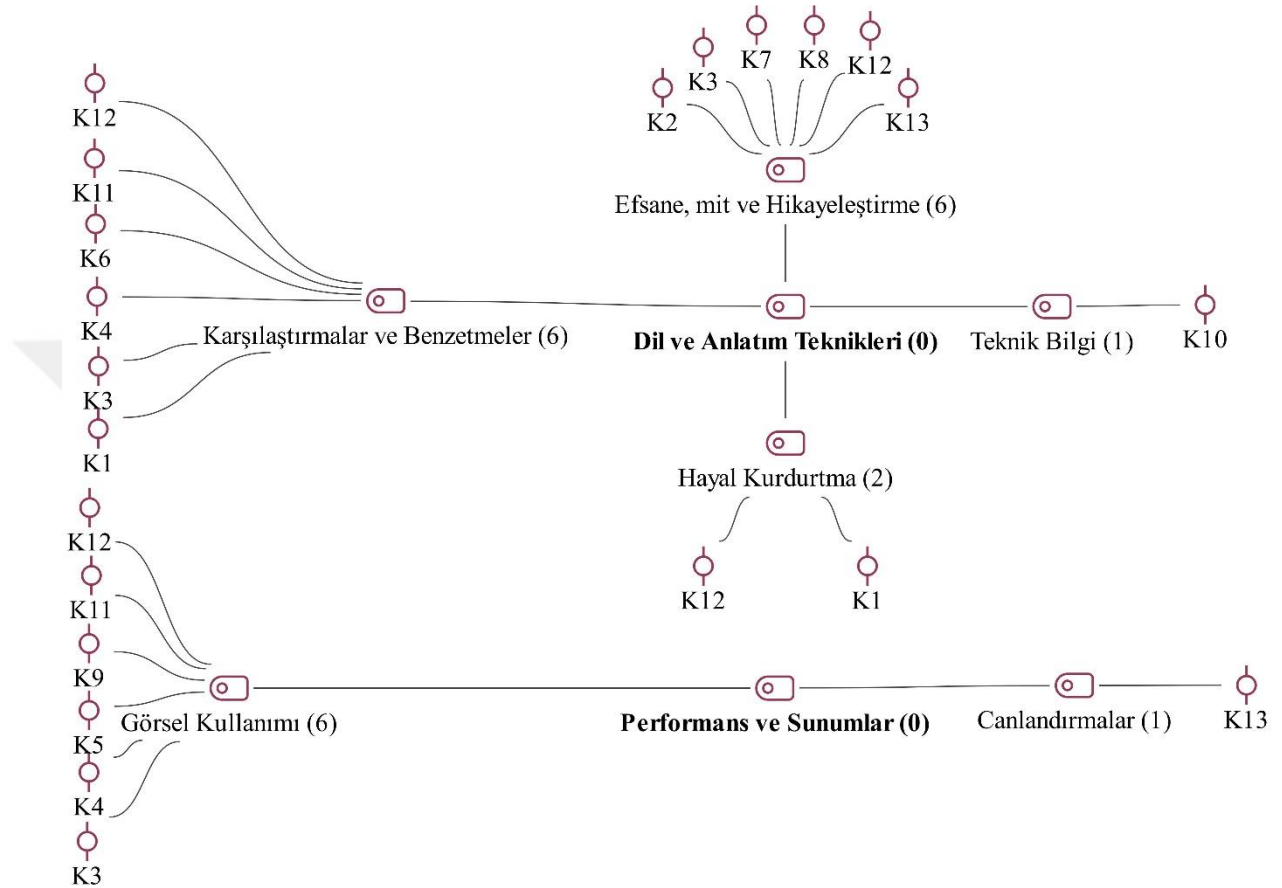 K7
K8
K12
K3
K2
K13
Efsane, mit ve Hikayeleştirme (6)
K12
K11
K6
K4
K3
K1
Karşılaştırmalar ve Benzetmeler (6)
Dil ve Anlatım Teknikleri (0)
Teknik Bilgi (1)
K10
Hayal Kurdurtma (2)
K12
K1
K12
K11
K9
K5
K4
K3
Görsel Kullanımı (6)
Performans ve Sunumlar (0)
Canlandırmalar (1)
K13